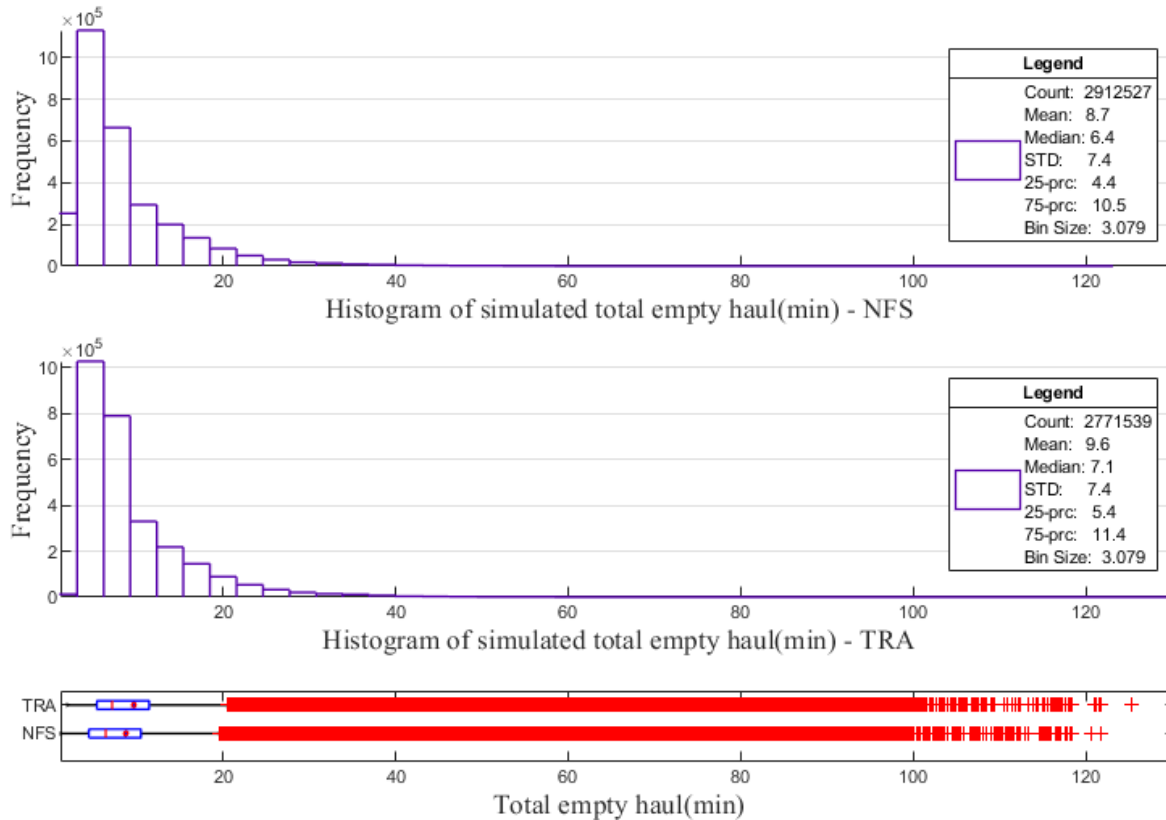 ×10⁵
10
8
6
4
2
0
Frequency
20 40 60 80 100 120
Histogram of simulated total empty haul(min) - NFS
Legend
Count: 2912527
Mean: 8.7
Median: 6.4
STD: 7.4
25-prc: 4.4
75-prc: 10.5
Bin Size: 3.079
×10⁵
10
8
6
4
2
0
Frequency
20 40 60 80 100 120
Histogram of simulated total empty haul(min) - TRA
Legend
Count: 2771539
Mean: 9.6
Median: 7.1
STD: 7.4
25-prc: 5.4
75-prc: 11.4
Bin Size: 3.079
TRA
NFS
20 40 60 80 100 120
Total empty haul(min)